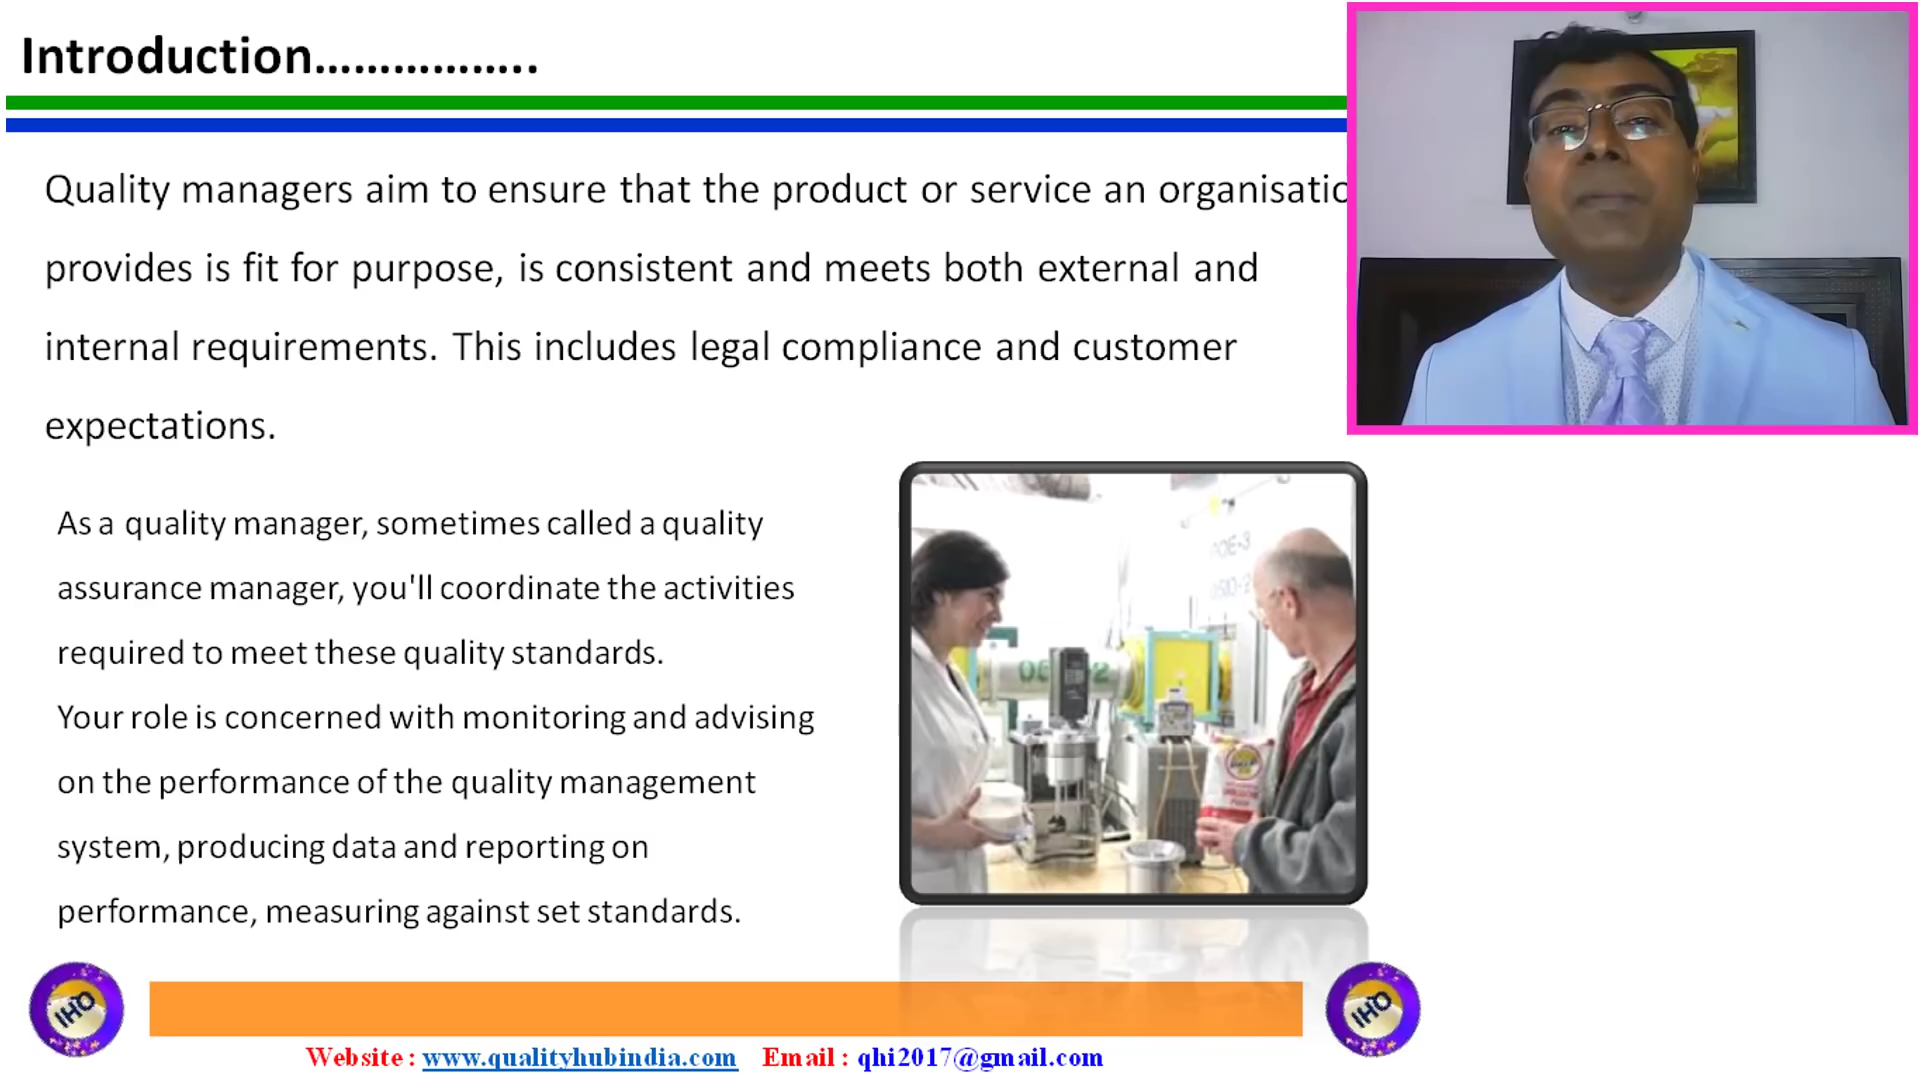 Introduction……………..
Quality managers aim to ensure that the product or service an organisatio
provides is fit for purpose, is consistent and meets both external and
internal requirements. This includes legal compliance and customer
expectations.
As a quality manager, sometimes called a quality
assurance manager, you'll coordinate the activities
required to meet these quality standards.
Your role is concerned with monitoring and advising
on the performance of the quality management
system, producing data and reporting on
performance, measuring against set standards.
QHI
QHI
Website : www.qualityhubindia.com Email : qhi2017@gmail.com